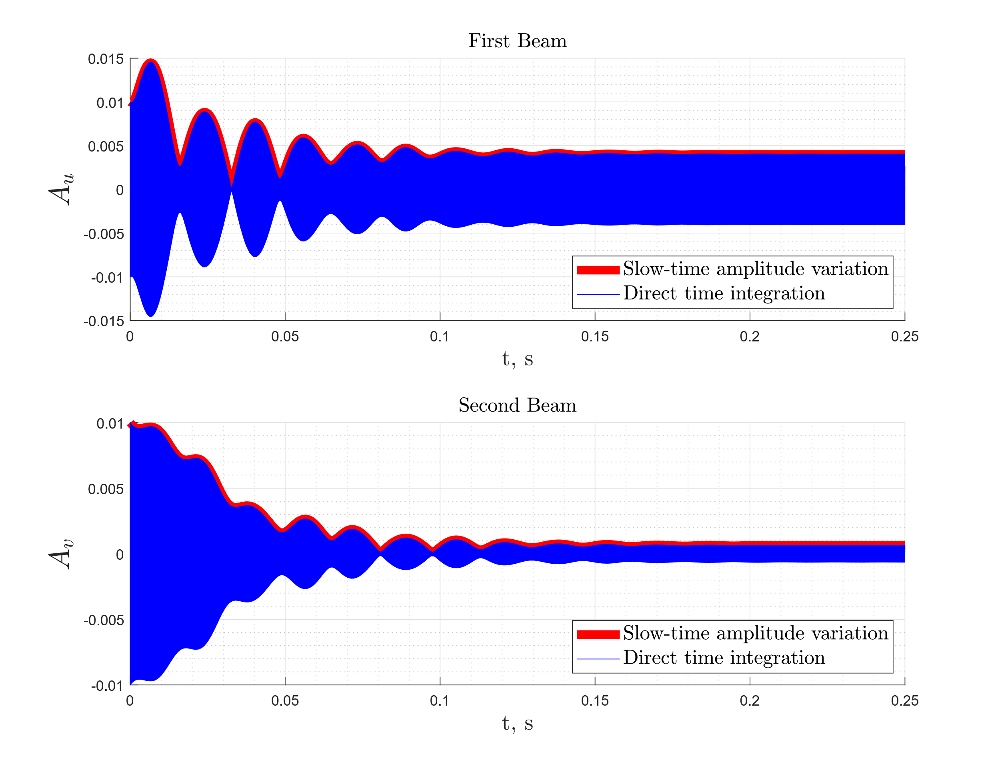 First Beam
0.015
0.01
0.005
0
-0.005
-0.01
-0.015
A_u
0 0.05 0.1 0.15 0.2 0.25
t, s
Slow-time amplitude variation
Direct time integration
Second Beam
0.01
0.005
0
-0.005
-0.01
A_v
0 0.05 0.1 0.15 0.2 0.25
t, s
Slow-time amplitude variation
Direct time integration